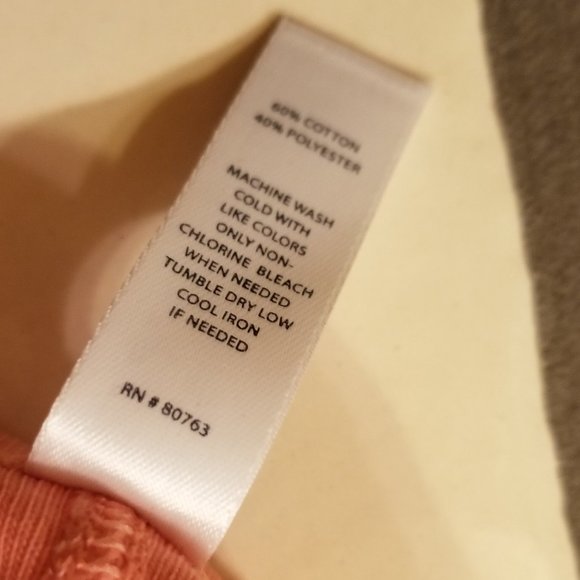 60% COTTON
40% POLYESTER
MACHINE WASH
COLD WITH
LIKE COLORS
ONLY NON-
CHLORINE BLEACH
WHEN NEEDED
TUMBLE DRY LOW
COOL IRON
IF NEEDED
RN # 80763